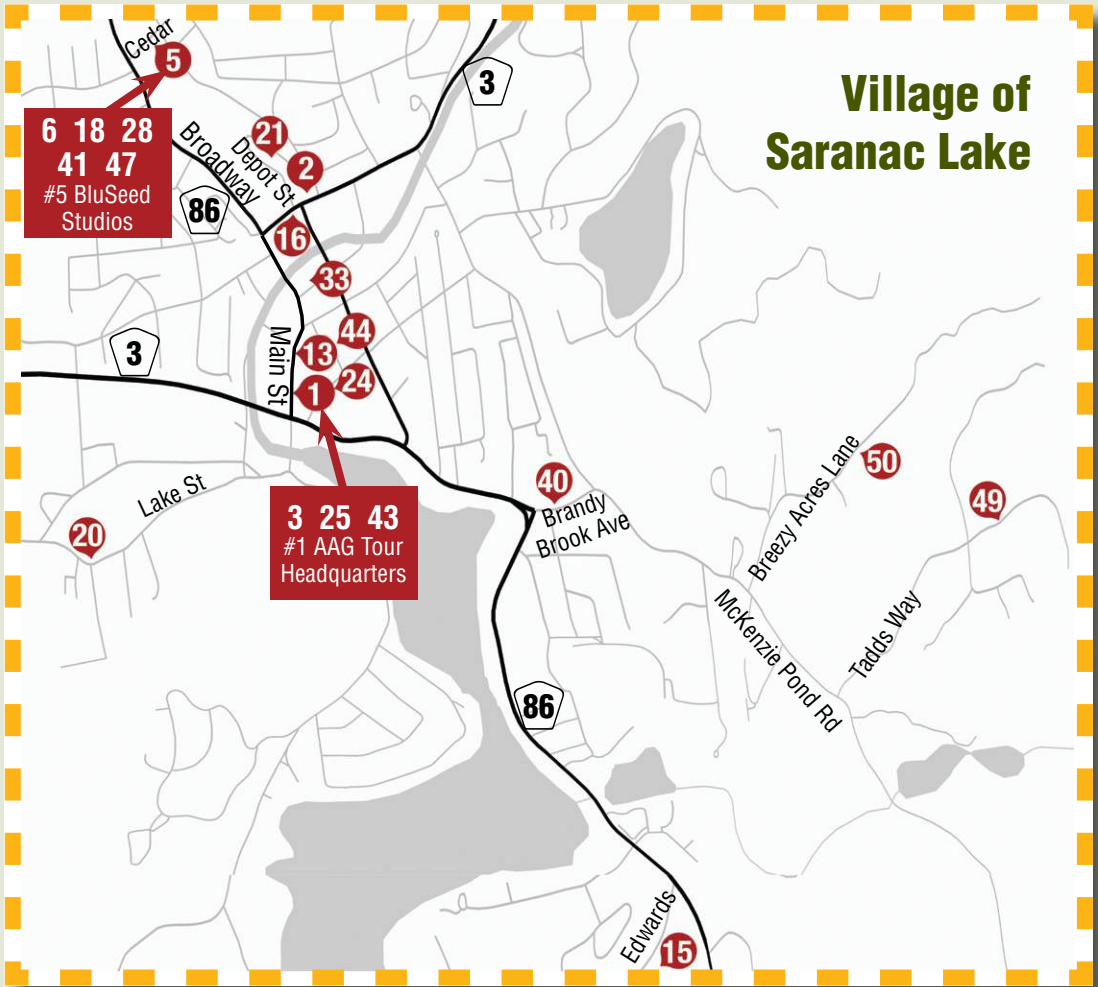 Village of
Saranac Lake
Cedar
5
3
6 18 28
41 47
#5 BluSeed
Studios
21
Broadway
Depot St
2
86
16
33
3
Main St
44
13
24
1
Lake St
20
3 25 43
#1 AAG Tour
Headquarters
40
Brandy
Brook Ave
Breezy Acres Lane
50
49
McKenzie Pond Rd
Tadds Way
86
Edwards
15